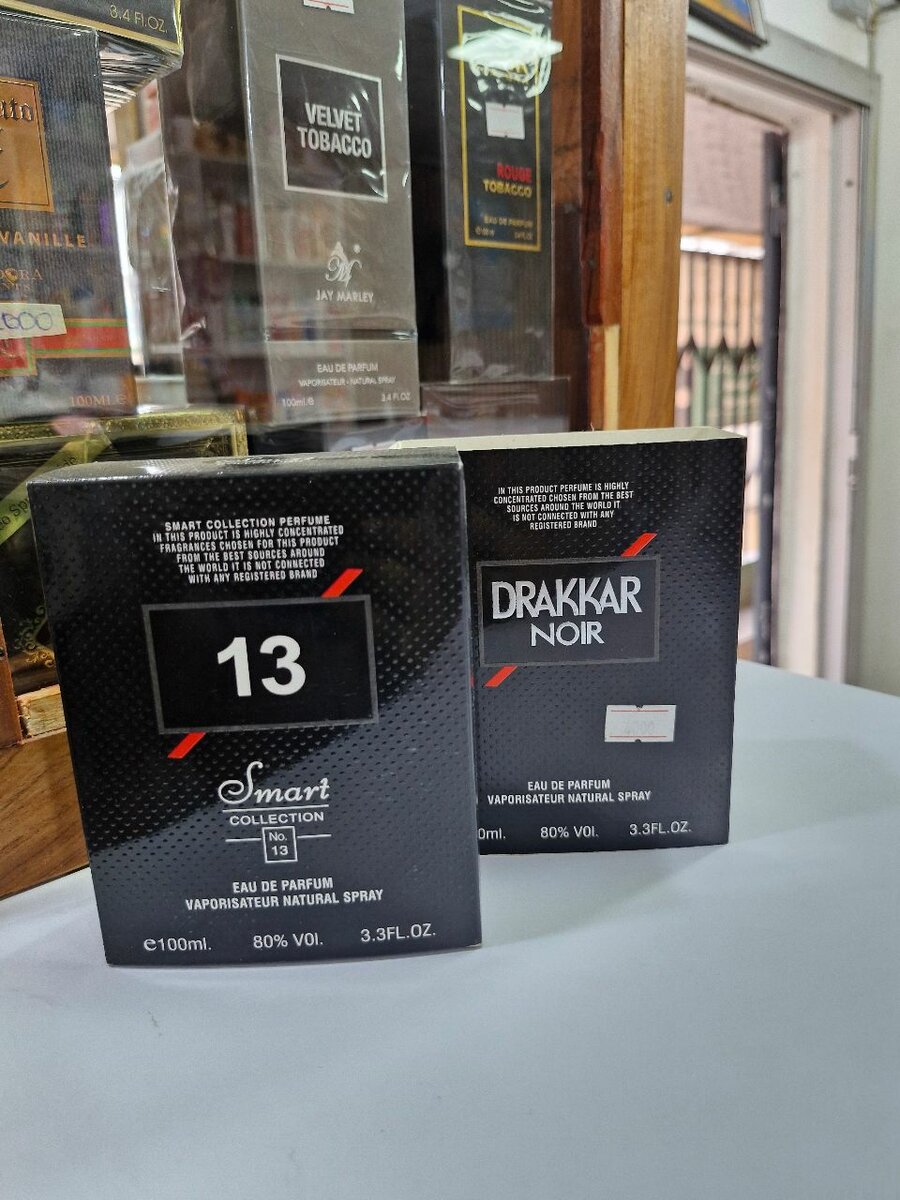 3.4 Fl.OZ.
VANILLE
100ML e
VELVET
TOBACCO
JAY MARLEY
EAU DE PARFUM
VAPORISATEUR - NATURAL SPRAY
100ml.e
3.4 Fl.OZ
ROUGE
TOBACCO
EAU DE PARFUM
SMART COLLECTION PERFUME
IN THIS PRODUCT IS HIGHLY CONCENTRATED
FRAGRANCES CHOSEN FOR THIS PRODUCT
FROM THE BEST SOURCES AROUND
THE WORLD IT IS NOT CONNECTED
WITH ANY REGISTERED BRAND
13
Smart
COLLECTION
No.
13
EAU DE PARFUM
VAPORISATEUR NATURAL SPRAY
e100ml. 80% V0l. 3.3FL.OZ.
IN THIS PRODUCT PERFUME IS HIGHLY
CONCENTRATED CHOSEN FROM THE BEST
SOURCES AROUND THE WORLD IT
IS NOT CONNECTED WITH ANY
REGISTERED BRAND
DRAKKAR
NOIR
EAU DE PARFUM
VAPORISATEUR NATURAL SPRAY
0ml. 80% V0l. 3.3FL.OZ.